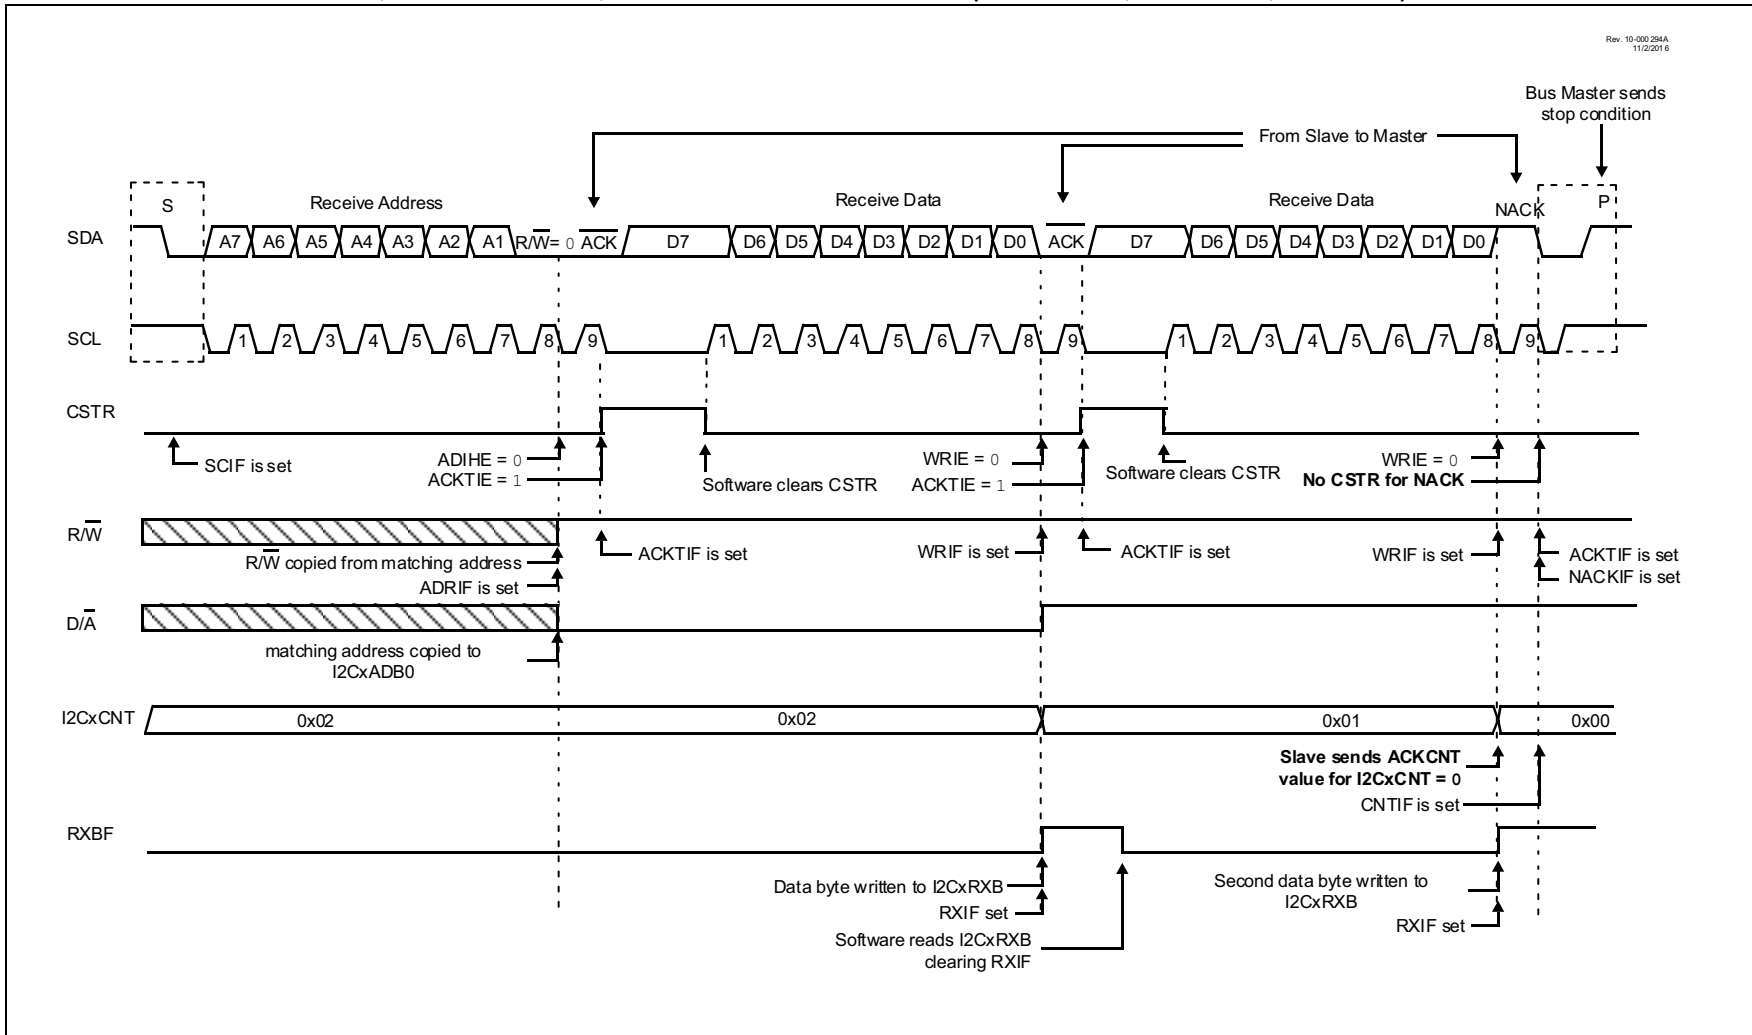 Rev. 10-000 294A
11/2/2016
Bus Master sends
stop condition
From Slave to Master
S
Receive Address
Receive Data
Receive Data
NACK
P
SDA
A7 A6 A5 A4 A3 A2 A1 R/W̅= 0 A̅C̅K̅ D7 D6 D5 D4 D3 D2 D1 D0 A̅C̅K̅ D7 D6 D5 D4 D3 D2 D1 D0
SCL
1 2 3 4 5 6 7 8 9 1 2 3 4 5 6 7 8 9 1 2 3 4 5 6 7 8 9
CSTR
SCIF is set
ADIHE = 0
ACKTIE = 1
Software clears CSTR
WRIE = 0
ACKTIE = 1
Software clears CSTR
WRIE = 0
No CSTR for NACK
R/W̅
R/W̅ copied from matching address
ADRIF is set
ACKTIF is set
WRIF is set
ACKTIF is set
WRIF is set
ACKTIF is set
NACKIF is set
D/A̅
matching address copied to
I2CxADB0
I2CxCNT
0x02
0x02
0x01
0x00
Slave sends ACKCNT
value for I2CxCNT = 0
CNTIF is set
RXBF
Data byte written to I2CxRXB
RXIF set
Software reads I2CxRXB
clearing RXIF
Second data byte written to
I2CxRXB
RXIF set